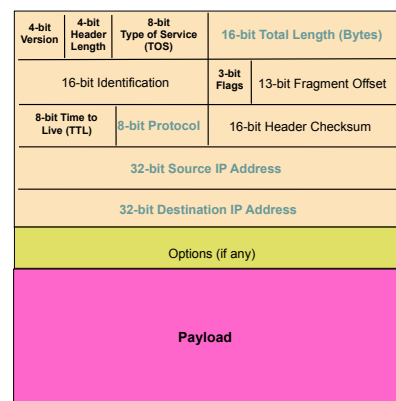 4-bit
Version
4-bit
Header
Length
8-bit
Type of Service
(TOS)
16-bit Total Length (Bytes)
16-bit Identification
3-bit
Flags
13-bit Fragment Offset
8-bit Time to
Live (TTL)
8-bit Protocol
16-bit Header Checksum
32-bit Source IP Address
32-bit Destination IP Address
Options (if any)
Payload